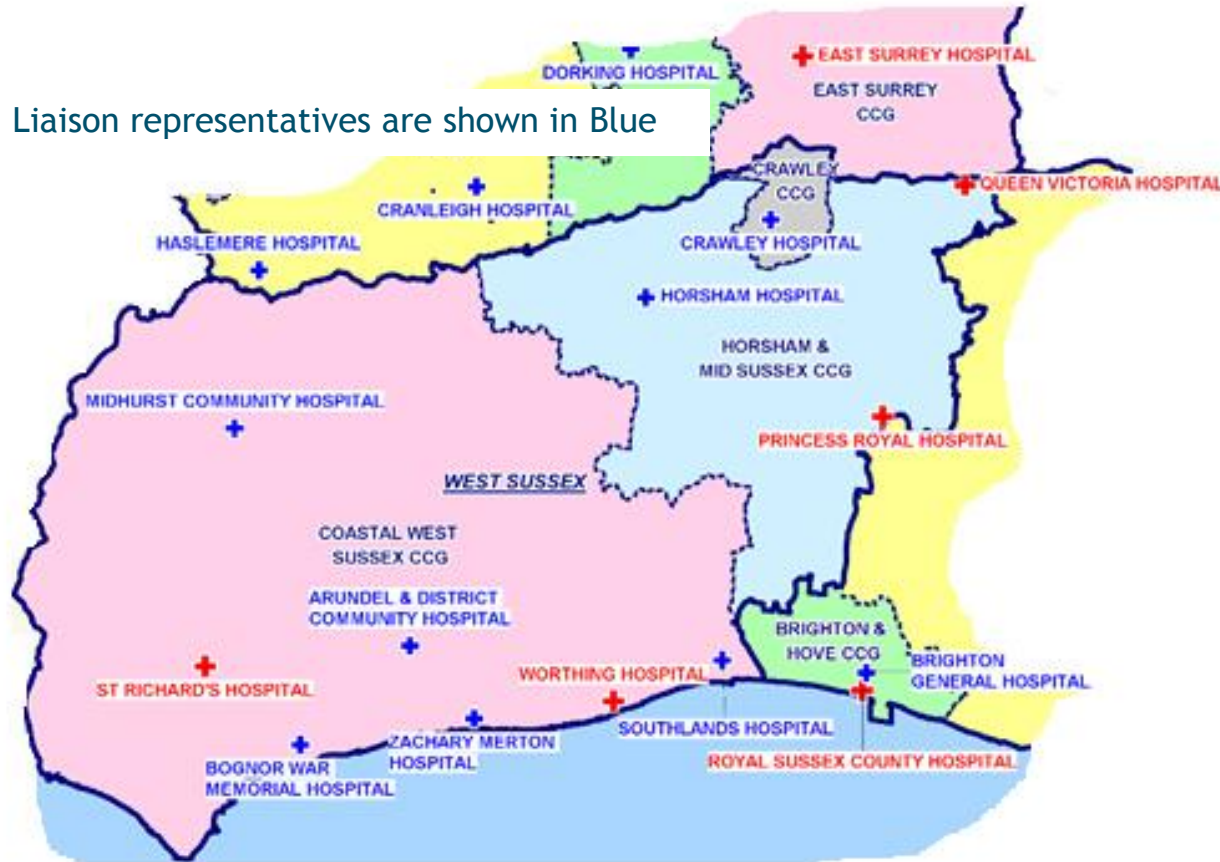 EAST SURREY HOSPITAL
DORKING HOSPITAL
EAST SURREY
CCG
Liaison representatives are shown in Blue
CRAWLEY
CCG
QUEEN VICTORIA HOSPITAL
CRANLEIGH HOSPITAL
HASLEMERE HOSPITAL
CRAWLEY HOSPITAL
HORSHAM HOSPITAL
HORSHAM &
MID SUSSEX CCG
MIDHURST COMMUNITY HOSPITAL
PRINCESS ROYAL HOSPITAL
WEST SUSSEX
COASTAL WEST
SUSSEX CCG
ARUNDEL & DISTRICT
COMMUNITY HOSPITAL
BRIGHTON &
HOVE CCG
BRIGHTON
GENERAL HOSPITAL
WORTHING HOSPITAL
ST RICHARD'S HOSPITAL
SOUTHLANDS HOSPITAL
ZACHARY MERTON
HOSPITAL
ROYAL SUSSEX COUNTY HOSPITAL
BOGNOR WAR
MEMORIAL HOSPITAL